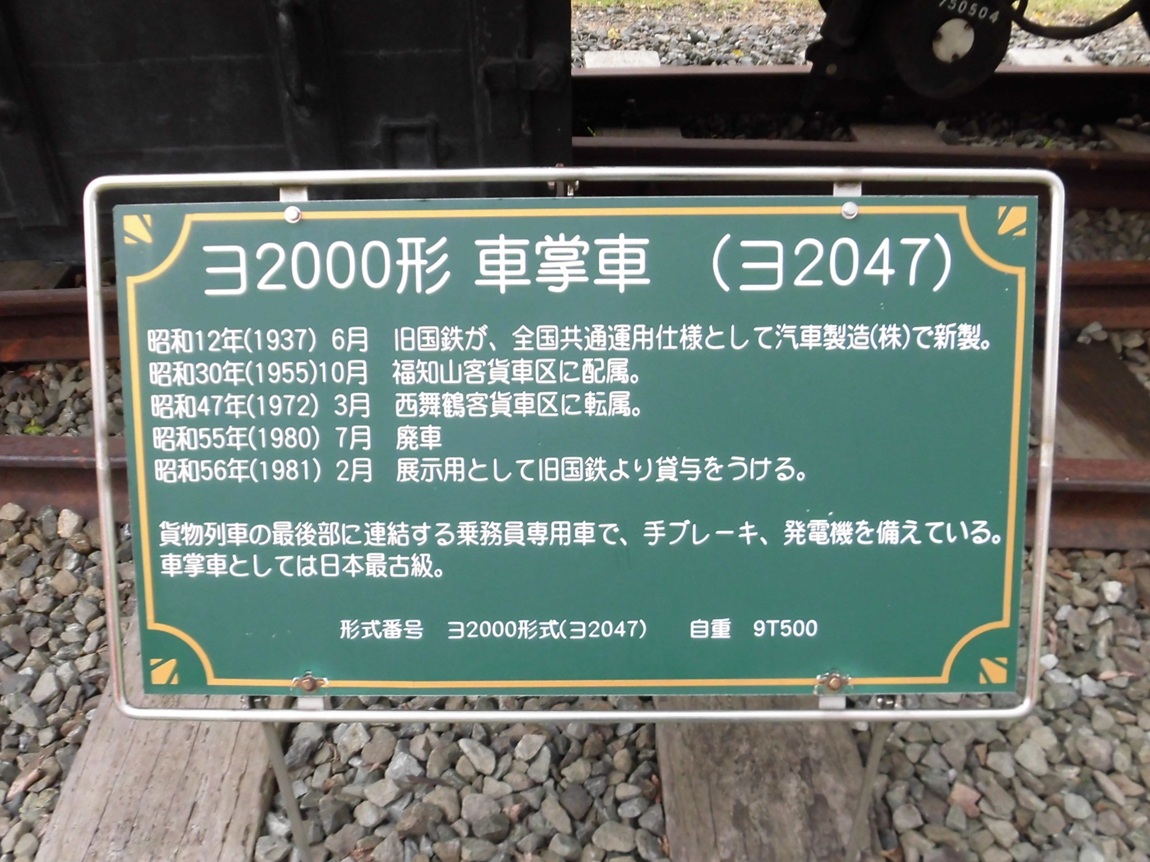 750504
ヨ2000形 車掌車 （ヨ2047）
昭和12年(1937) 6月 旧国鉄が、全国共通運用仕様として汽車製造(株)で新製。
昭和30年(1955)10月 福知山客貨車区に配属。
昭和47年(1972) 3月 西舞鶴客貨車区に転属。
昭和55年(1980) 7月 廃車
昭和56年(1981) 2月 展示用として旧国鉄より貸与をうける。
貨物列車の最後部に連結する乗務員専用車で、手ブレーキ、発電機を備えている。
車掌車としては日本最古級。
形式番号 ヨ2000形式(ヨ2047) 自重 9T500